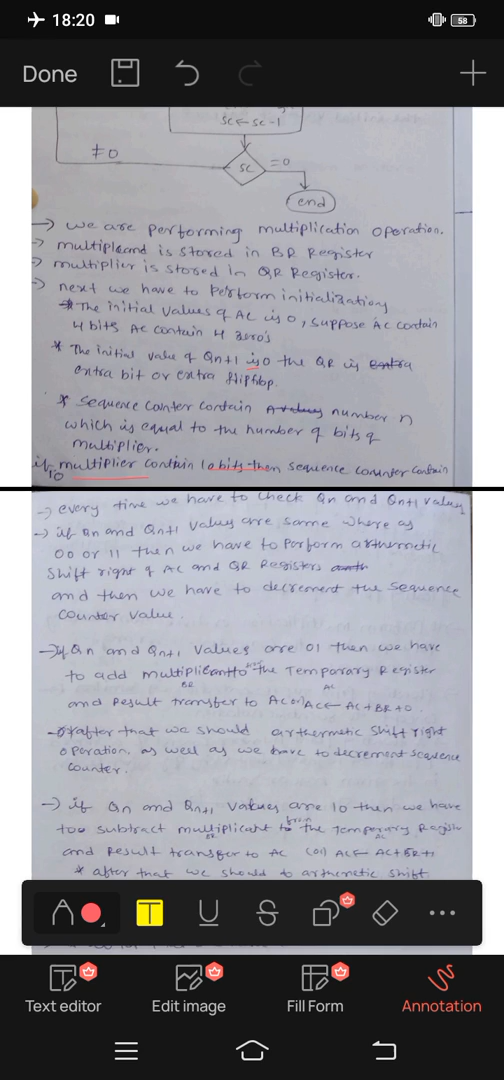 18:20
58
Done
SC← SC-1
≠0
SC
=0
end
→ we are performing multiplication operation.
→ multipleand is stored in BR Register
→ multiplier is stored in QR Register.
→ next we have to perform initialization
* The initial values of AC is 0, suppose AC contain
4 bits AC contain 4 zero's
* The initial value of Qn+1 is 0 the QR is extra
extra bit or extra flipflop.
* Sequence counter contain number n
which is equal to the number of bits of
multiplier.
if multiplier contain 10 bits then sequence counter contain
10
→ every time we have to check Qn and Qn+1 values
→ if Qn and Qn+1 values are same where as
00 or 11 then we have to perform arthemetic
shift right of AC and QR Registers
and then we have to decrement the sequence
counter value.
→ if Qn and Qn+1 values are 01 then we have
to add multiplicant to the Temporary Register
BR AC
and result transfer to AC (or) AC← AC+BR+0.
after that we should arthemetic shift right
operation, as well as we have to decrement sequence
counter.
→ if Qn and Qn+1 values are 10 then we have
too subtract multiplicant from the Temporary Regist
BR AC
and result transfer to AC (or) AC← AC+BR+1
* after that we should to arthemetic shift
T
Text editor
Edit image
Fill Form
Annotation